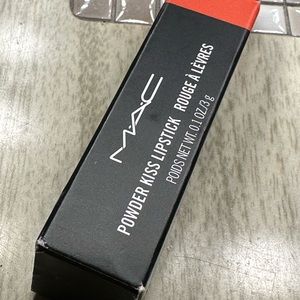 MAC
POWDER KISS LIPSTICK ROUGE À LÈVRES
POIDS NET WT. 0.1 OZ/3 g